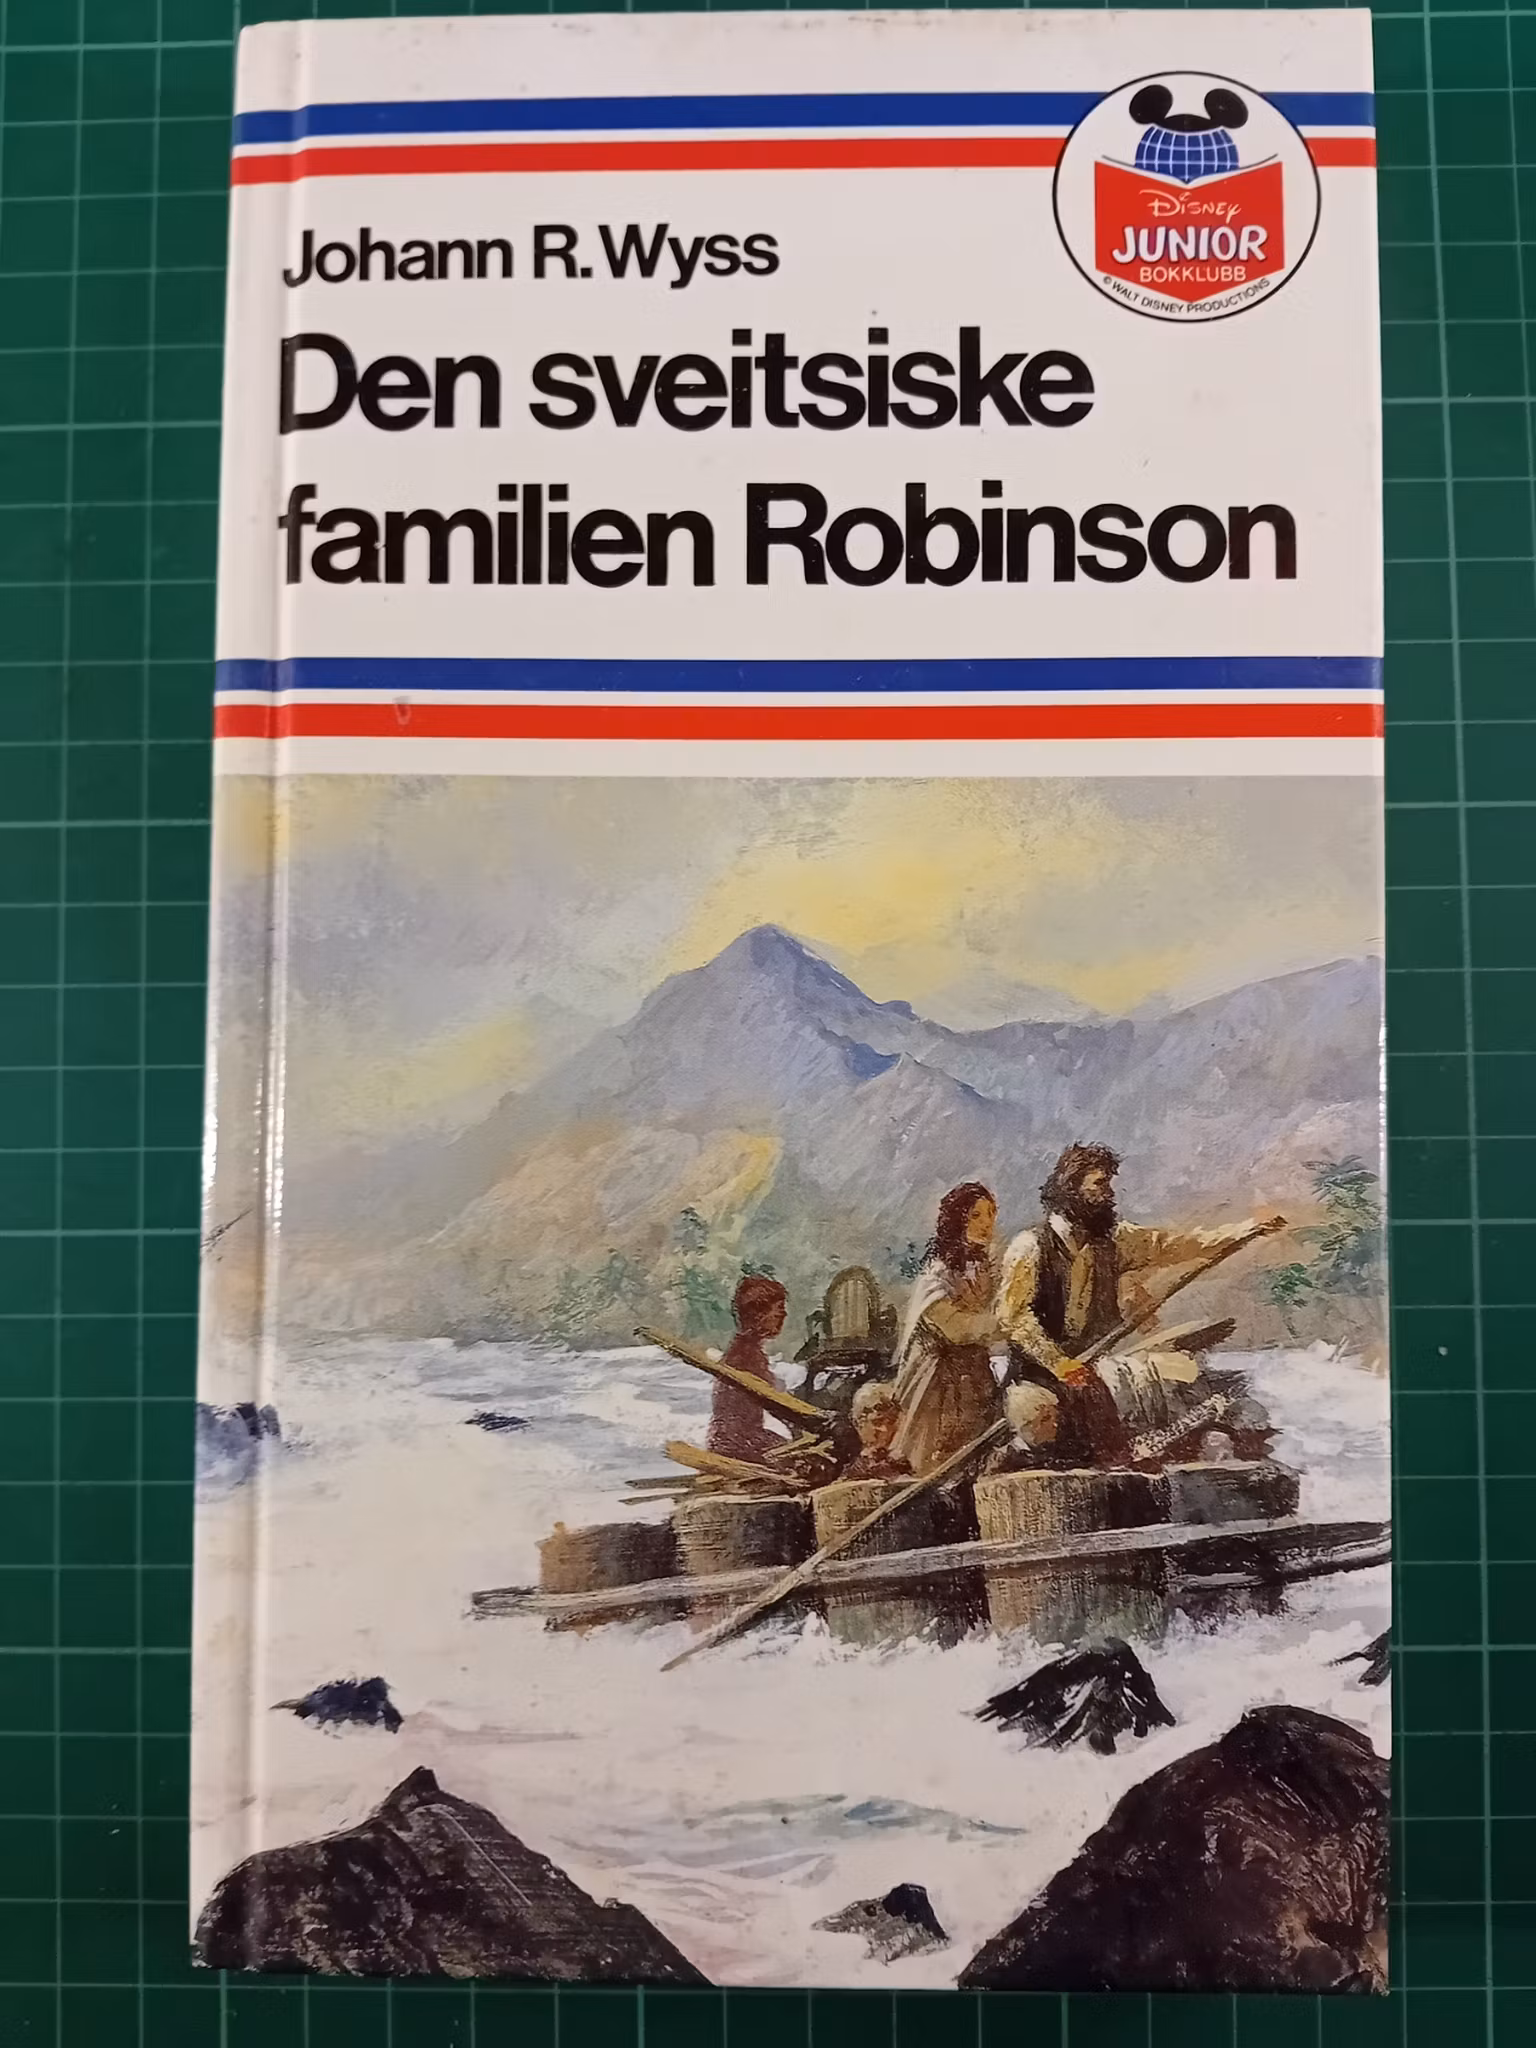 Disney
JUNIOR
BOKKLUBB
© WALT DISNEY PRODUCTIONS
Johann R. Wyss
Den sveitsiske
familien Robinson